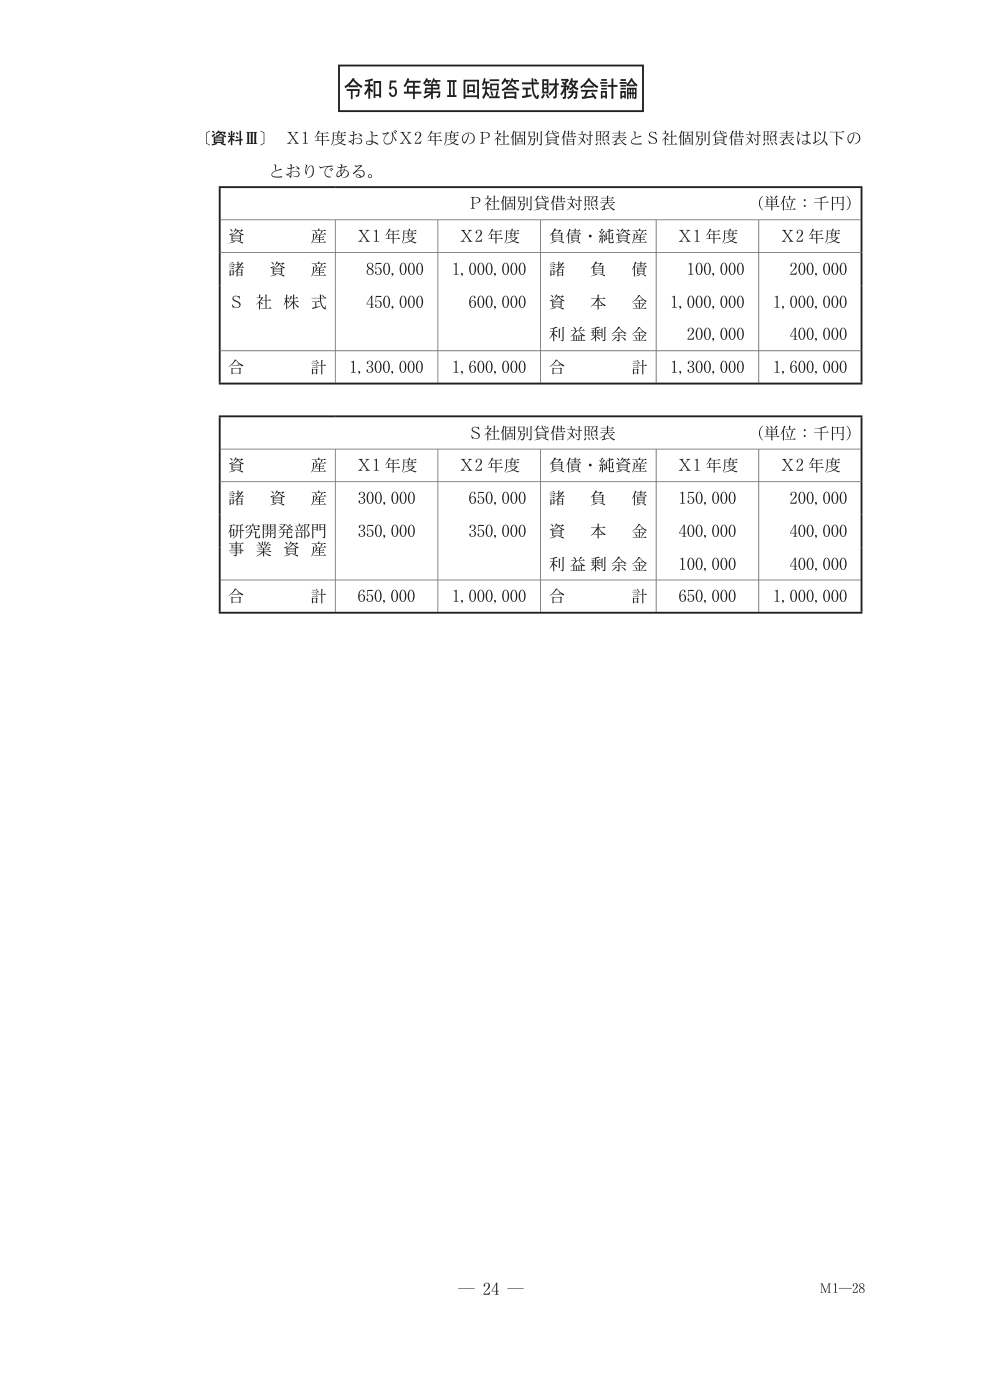 令和5年第Ⅱ回短答式財務会計論
〔資料Ⅲ〕 X1年度およびX2年度のP社個別貸借対照表とS社個別貸借対照表は以下の
とおりである。
P社個別貸借対照表 (単位：千円)
資産 X1年度 X2年度 負債・純資産 X1年度 X2年度
諸資産 850,000 1,000,000 諸負債 100,000 200,000
S社株式 450,000 600,000 資本金 1,000,000 1,000,000
利益剰余金 200,000 400,000
合計 1,300,000 1,600,000 合計 1,300,000 1,600,000
S社個別貸借対照表 (単位：千円)
資産 X1年度 X2年度 負債・純資産 X1年度 X2年度
諸資産 300,000 650,000 諸負債 150,000 200,000
研究開発部門 350,000 350,000 資本金 400,000 400,000
事業資産
利益剰余金 100,000 400,000
合計 650,000 1,000,000 合計 650,000 1,000,000
― 24 ― M1―28